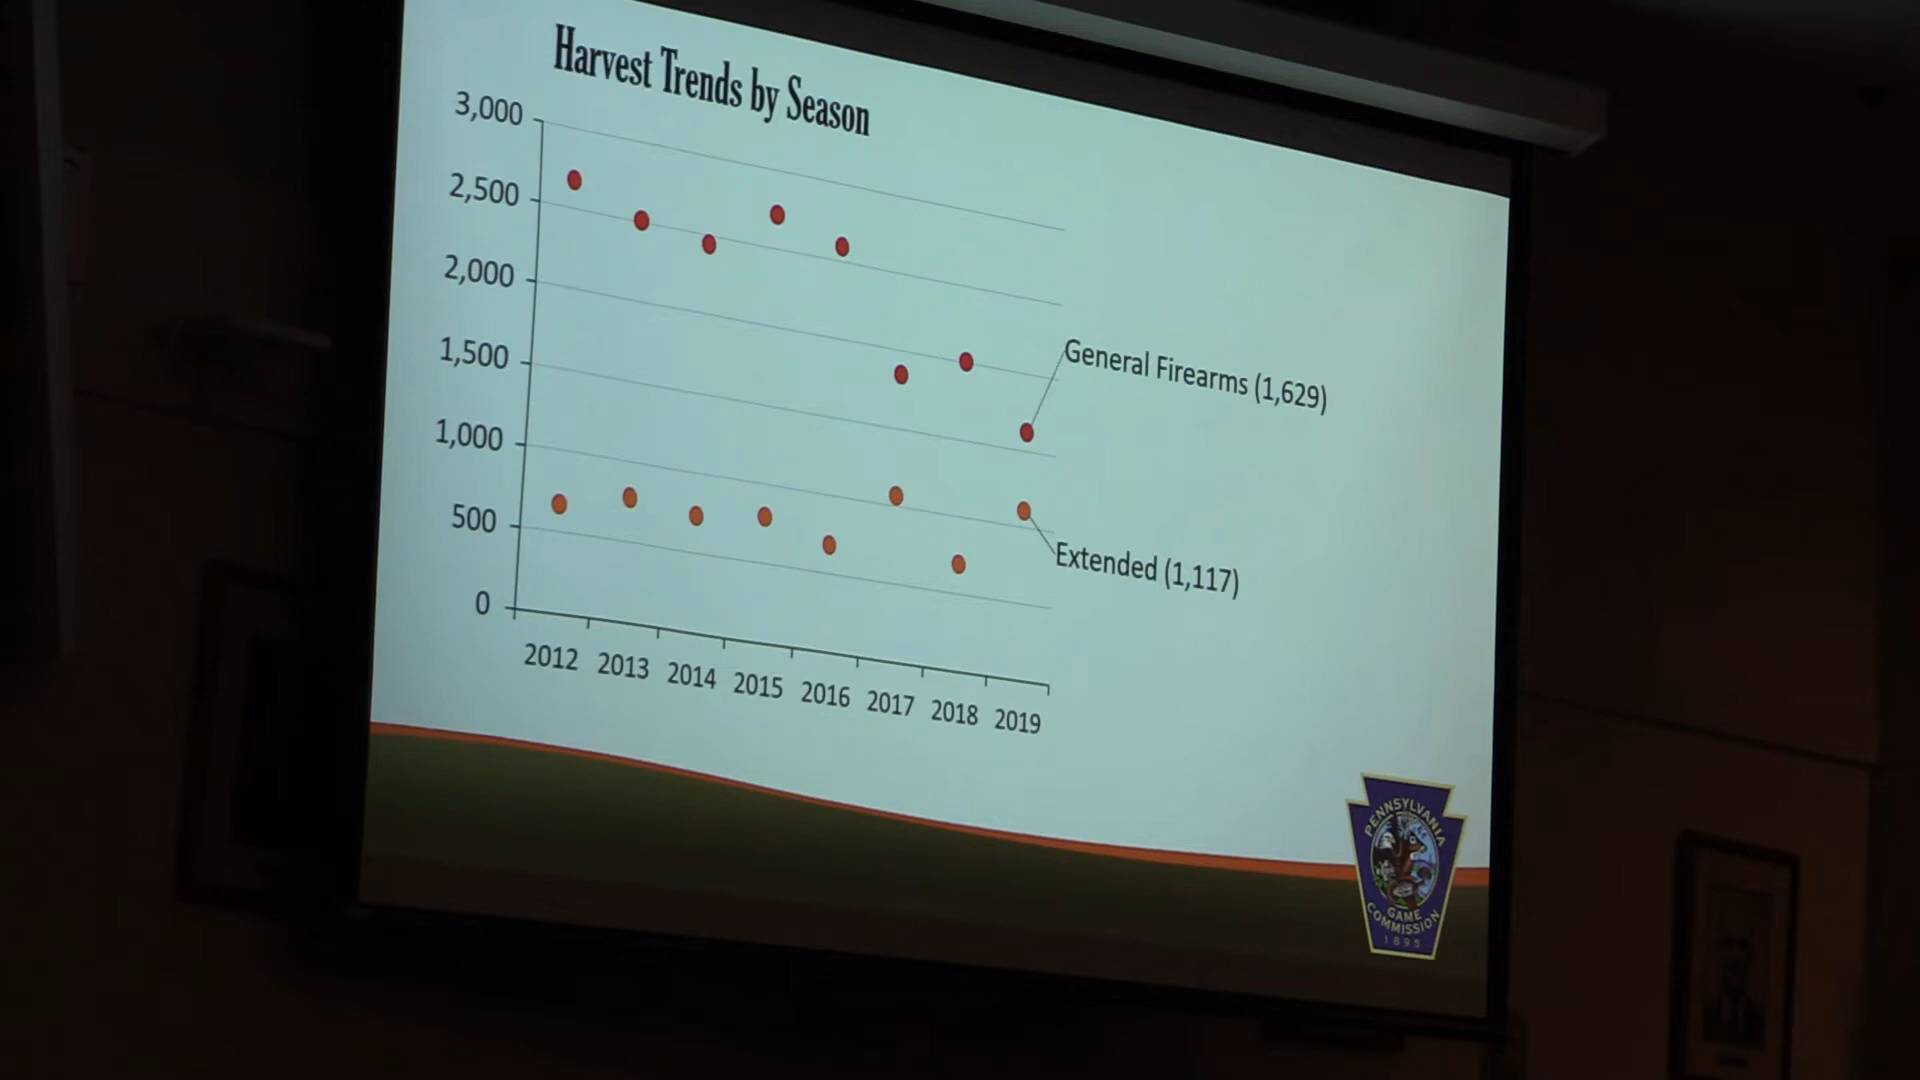 Harvest Trends by Season
3,000
2,500
2,000
1,500
1,000
500
0
2012 2013 2014 2015 2016 2017 2018 2019
General Firearms (1,629)
Extended (1,117)
PENNSYLVANIA
GAME
COMMISSION
1895